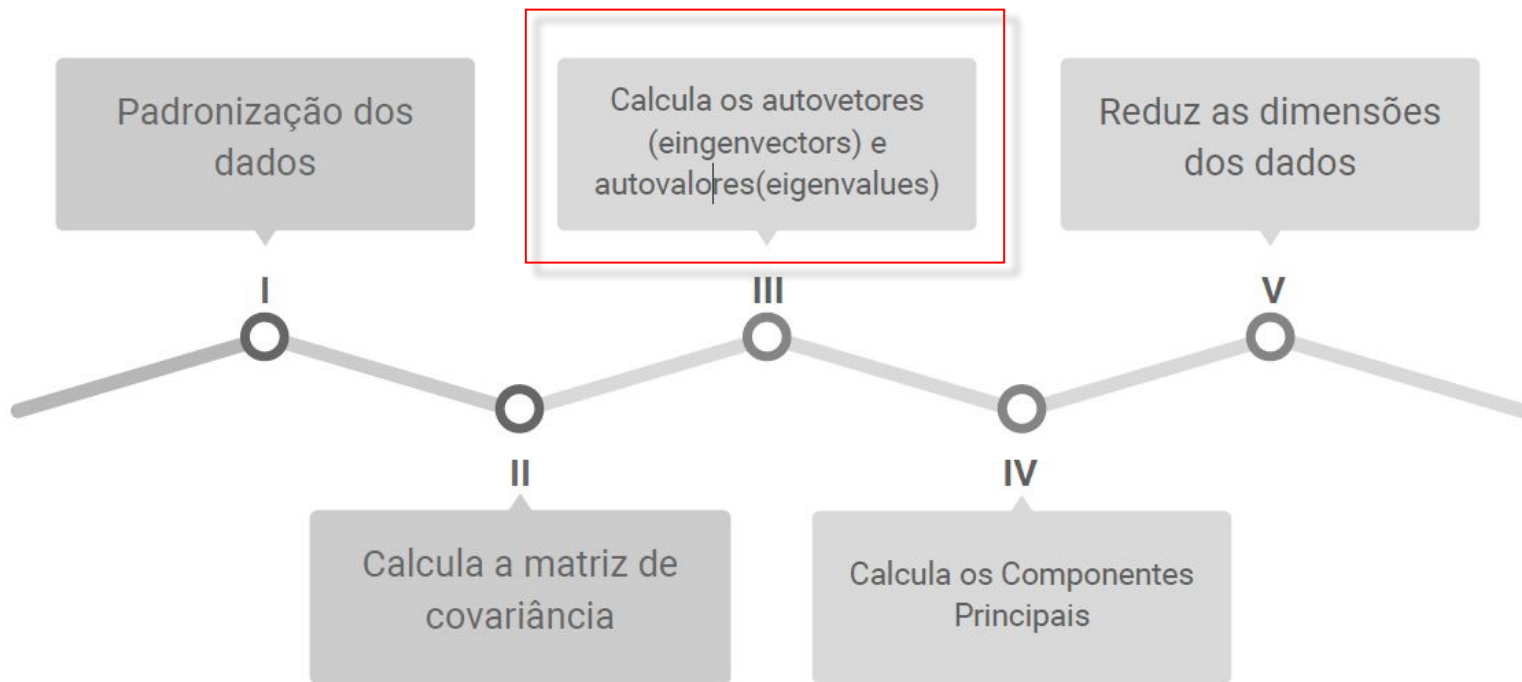 Padronização dos
dados
I
II
Calcula a matriz de
covariância
Calcula os autovetores
(eingenvectors) e
autovalores(eigenvalues)
III
IV
Calcula os Componentes
Principais
Reduz as dimensões
dos dados
V